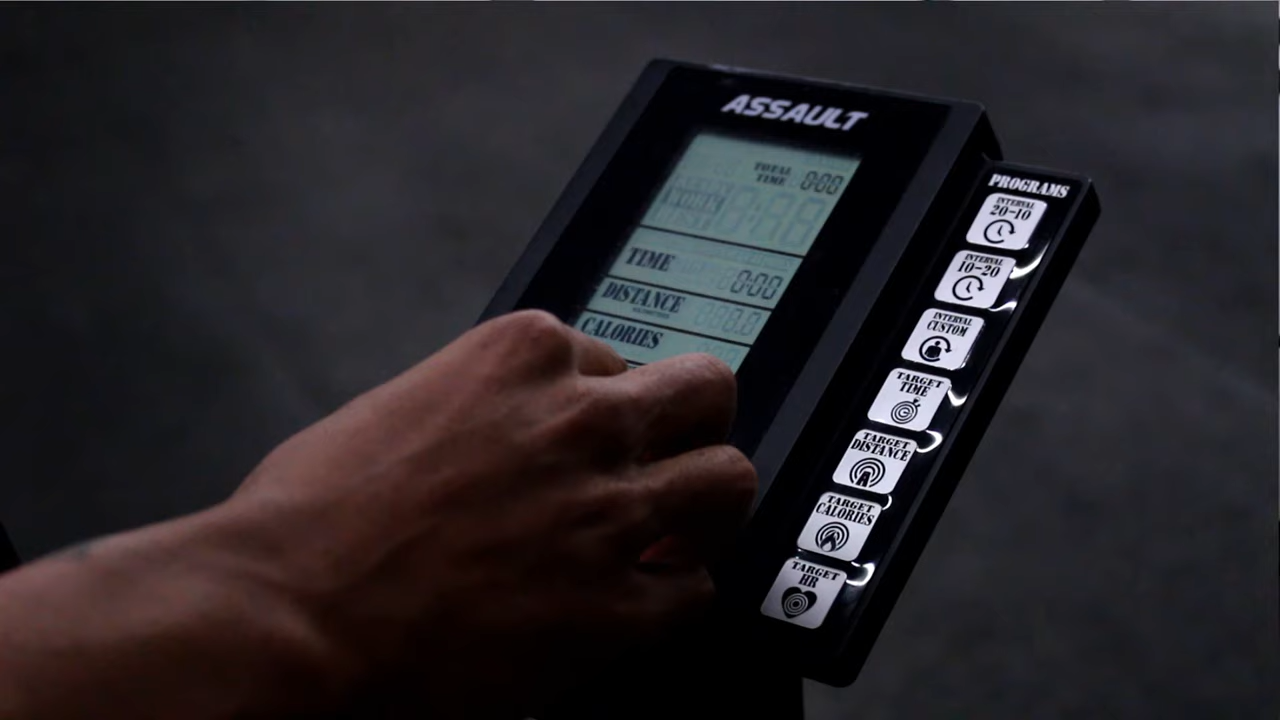 ASSAULT
TOTAL
TIME 0:00
WORK
TIME 0:00
DISTANCE
CALORIES
PROGRAMS
INTERVAL
20-10
INTERVAL
10-20
INTERVAL
CUSTOM
TARGET
TIME
TARGET
DISTANCE
TARGET
CALORIES
TARGET
HR